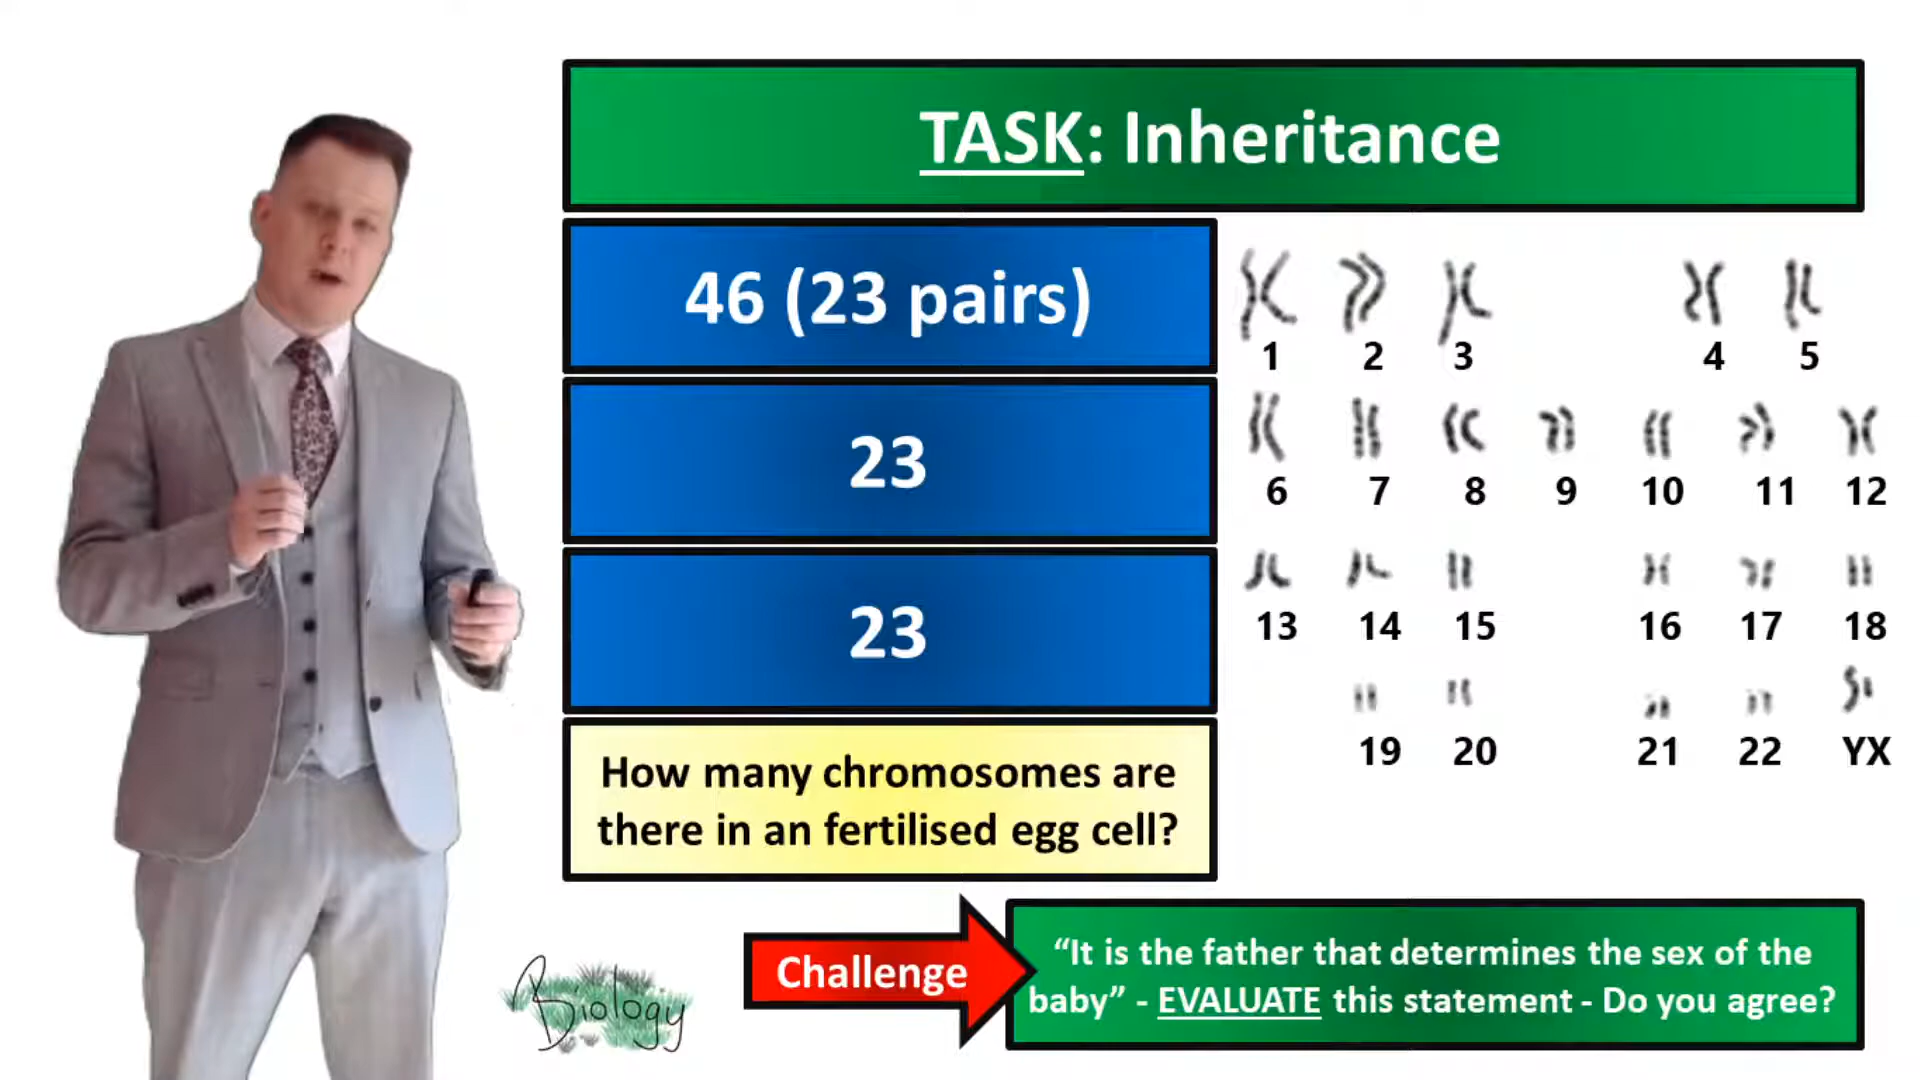 TASK: Inheritance
46 (23 pairs)
23
23
How many chromosomes are
there in an fertilised egg cell?
1 2 3 4 5
6 7 8 9 10 11 12
13 14 15 16 17 18
19 20 21 22 YX
Biology
Challenge
“It is the father that determines the sex of the
baby” - EVALUATE this statement - Do you agree?